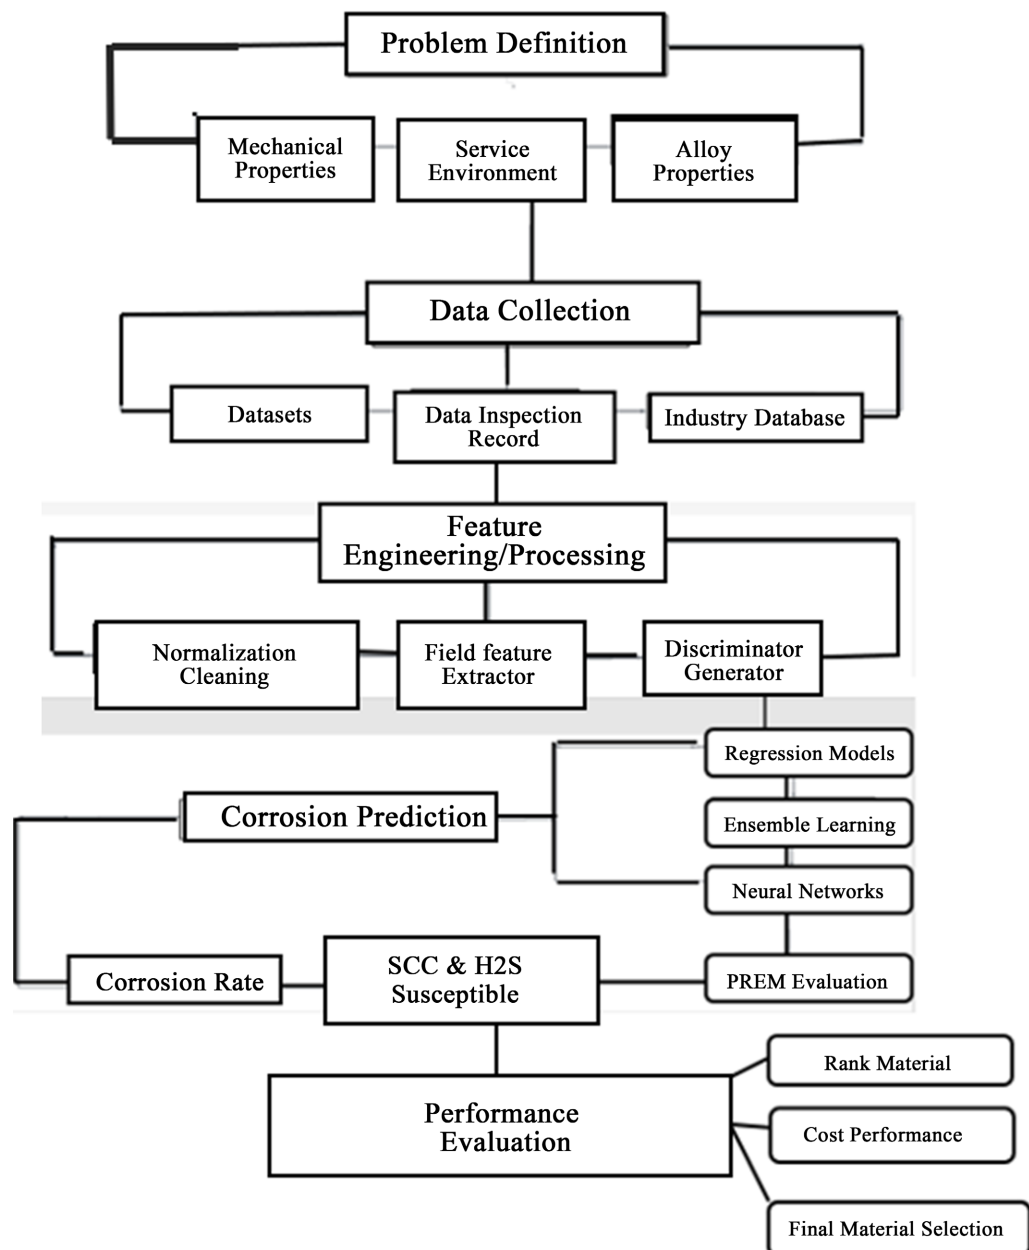 Problem Definition
Mechanical
Properties
Service
Environment
Alloy
Properties
Data Collection
Datasets
Data Inspection
Record
Industry Database
Feature
Engineering/Processing
Normalization
Cleaning
Field feature
Extractor
Discriminator
Generator
Regression Models
Corrosion Prediction
Ensemble Learning
Neural Networks
Corrosion Rate
SCC & H2S
Susceptible
PREM Evaluation
Performance
Evaluation
Rank Material
Cost Performance
Final Material Selection